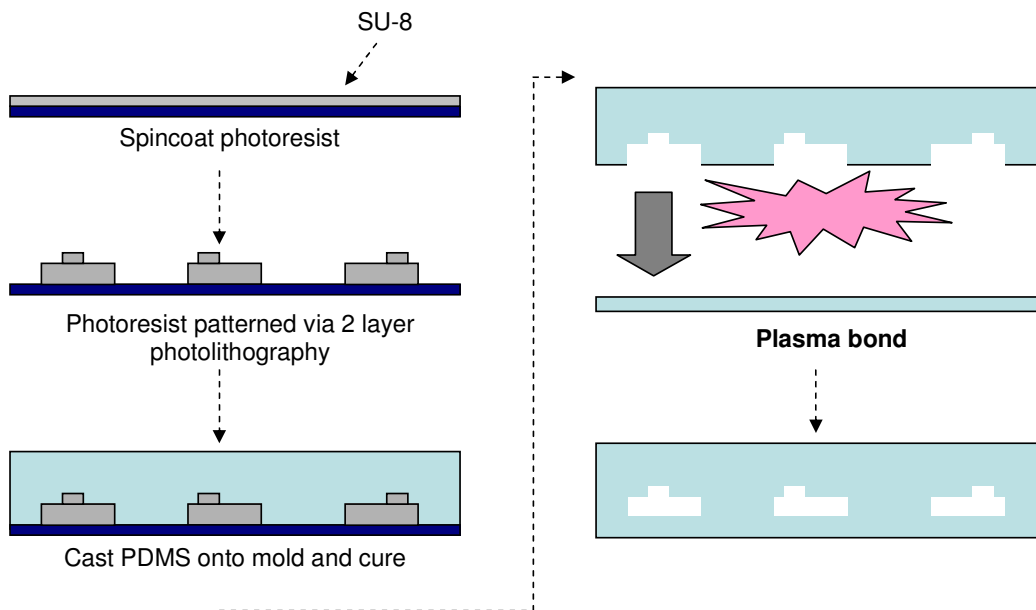 SU-8
Spincoat photoresist
Photoresist patterned via 2 layer
photolithography
Cast PDMS onto mold and cure
Plasma bond